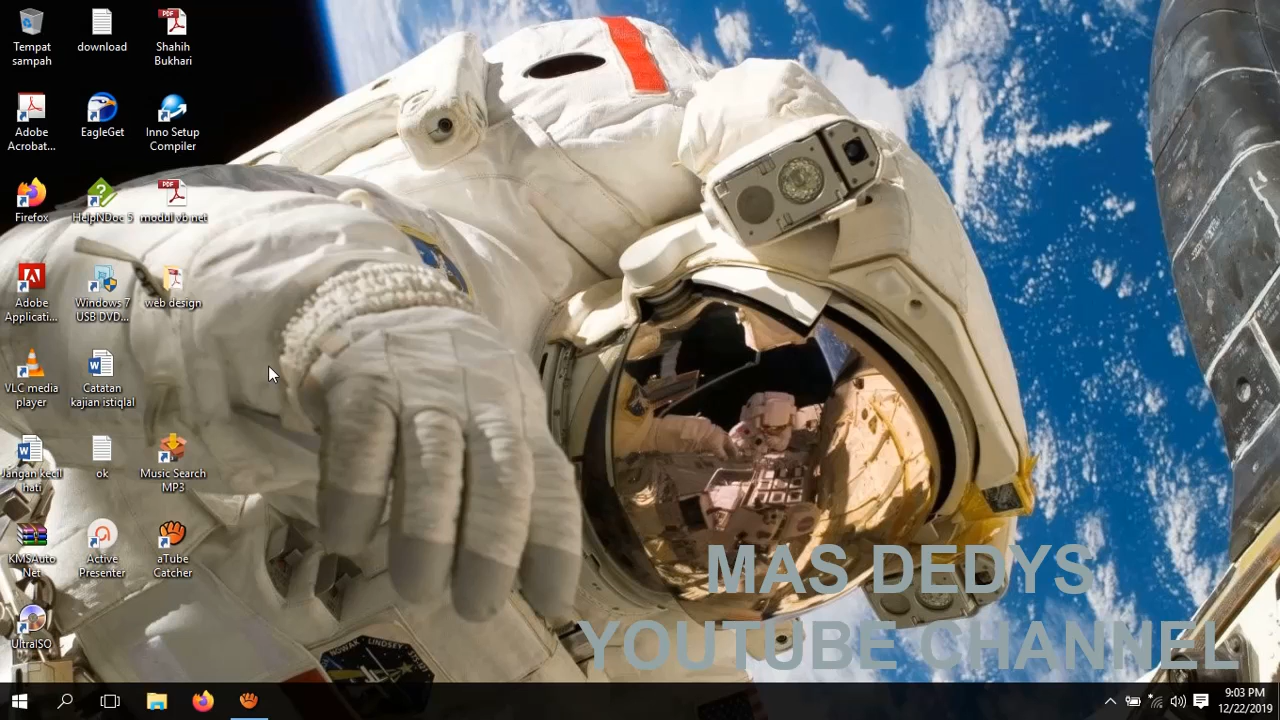 Tempat
sampah
download
Shahih
Bukhari
Adobe
Acrobat...
EagleGet
Inno Setup
Compiler
Firefox
HelpNDoc 5
modul vb net
Adobe
Applicati...
Windows 7
USB DVD...
web design
VLC media
player
Catatan
kajian istiqlal
Jangan kecil
hati
ok
Music Search
MP3
KMSAuto
Net
Active
Presenter
aTube
Catcher
UltraISO
NOWAK LINDSEY
MAS DEDYS
YOUTUBE CHANNEL
9:03 PM
12/22/2019